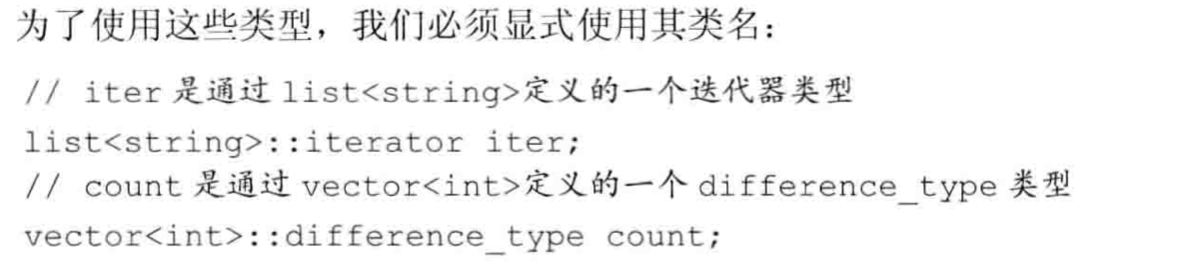 为了使用这些类型，我们必须显式使用其类名：
// iter 是通过 list<string>定义的一个迭代器类型
list<string>::iterator iter;
// count 是通过 vector<int>定义的一个 difference_type 类型
vector<int>::difference_type count;